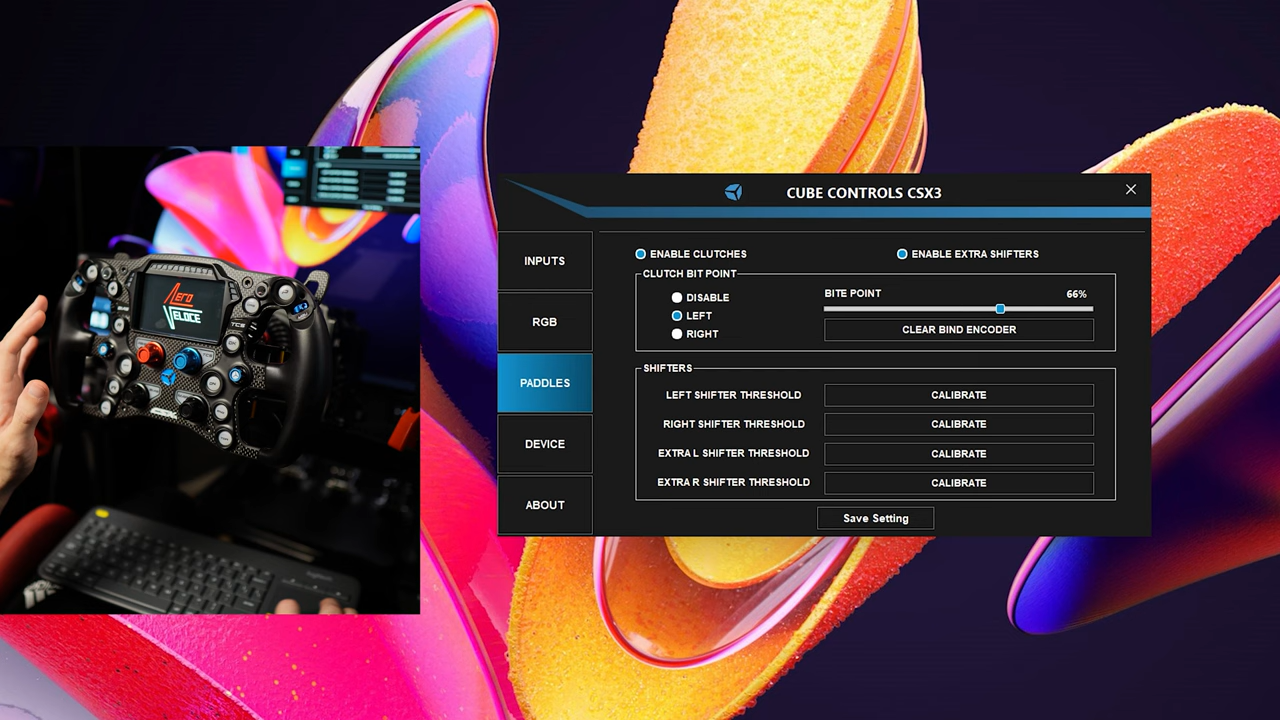 CUBE CONTROLS CSX3
INPUTS
RGB
PADDLES
DEVICE
ABOUT
ENABLE CLUTCHES
ENABLE EXTRA SHIFTERS
CLUTCH BIT POINT
DISABLE
LEFT
RIGHT
BITE POINT 66%
CLEAR BIND ENCODER
SHIFTERS
LEFT SHIFTER THRESHOLD CALIBRATE
RIGHT SHIFTER THRESHOLD CALIBRATE
EXTRA L SHIFTER THRESHOLD CALIBRATE
EXTRA R SHIFTER THRESHOLD CALIBRATE
Save Setting
AERO
VELOCE